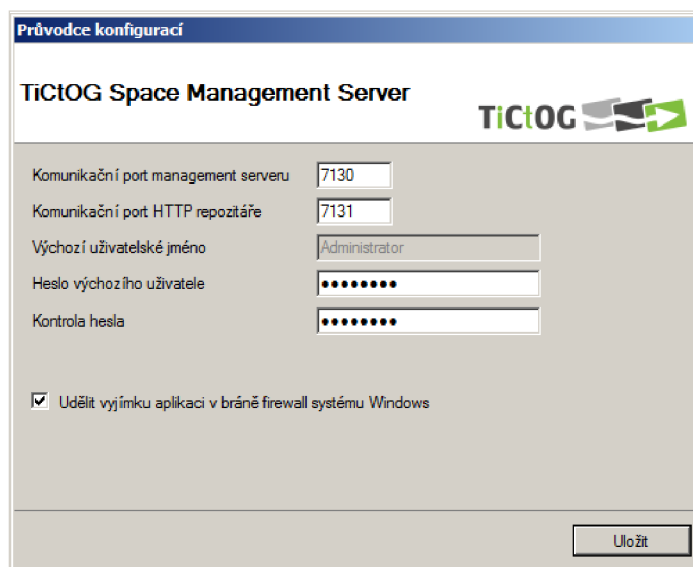 Průvodce konfigurací
TiCtOG Space Management Server
TiCtOG
Komunikační port management serveru 7130
Komunikační port HTTP repozitáře 7131
Výchozí uživatelské jméno Administrator
Heslo výchozího uživatele ●●●●●●●●
Kontrola hesla ●●●●●●●●
Udělit vyjímku aplikaci v bráně firewall systému Windows
Uložit